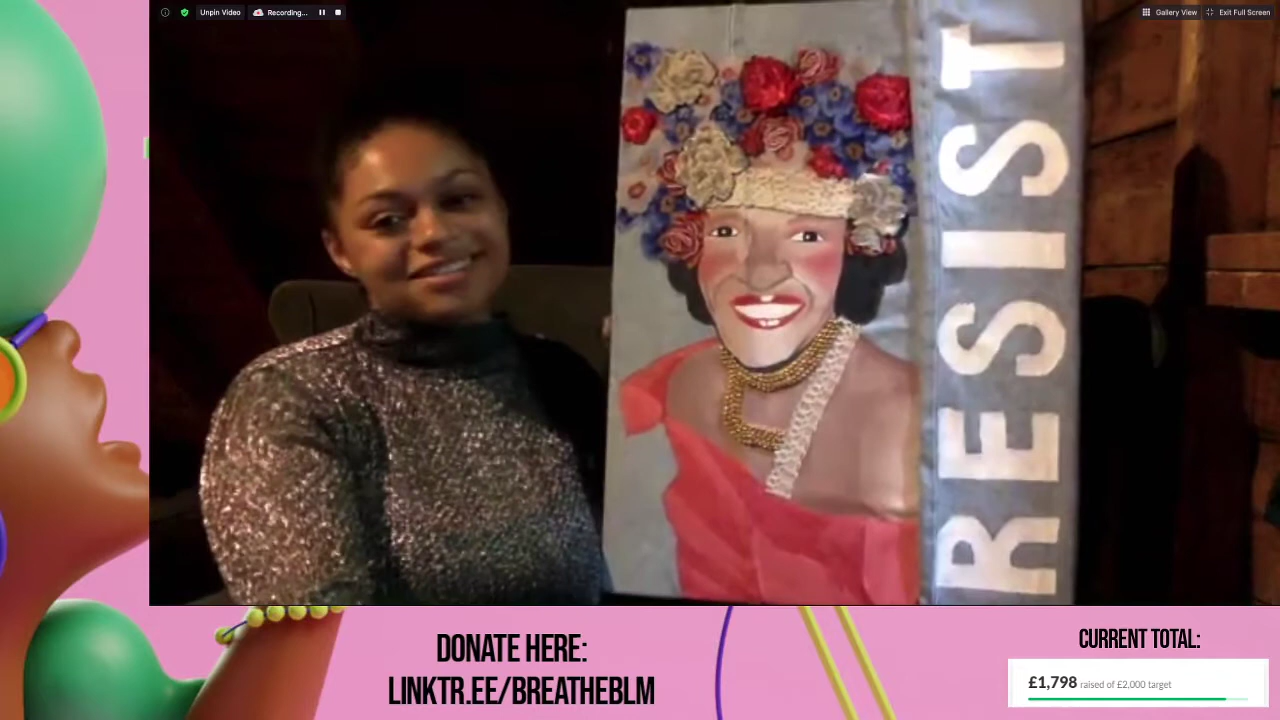 Unpin Video
Recording...
Gallery View
Exit Full Screen
RESIST
DONATE HERE:
LINKTR.EE/BREATHEBLM
CURRENT TOTAL:
£1,798 raised of £2,000 target